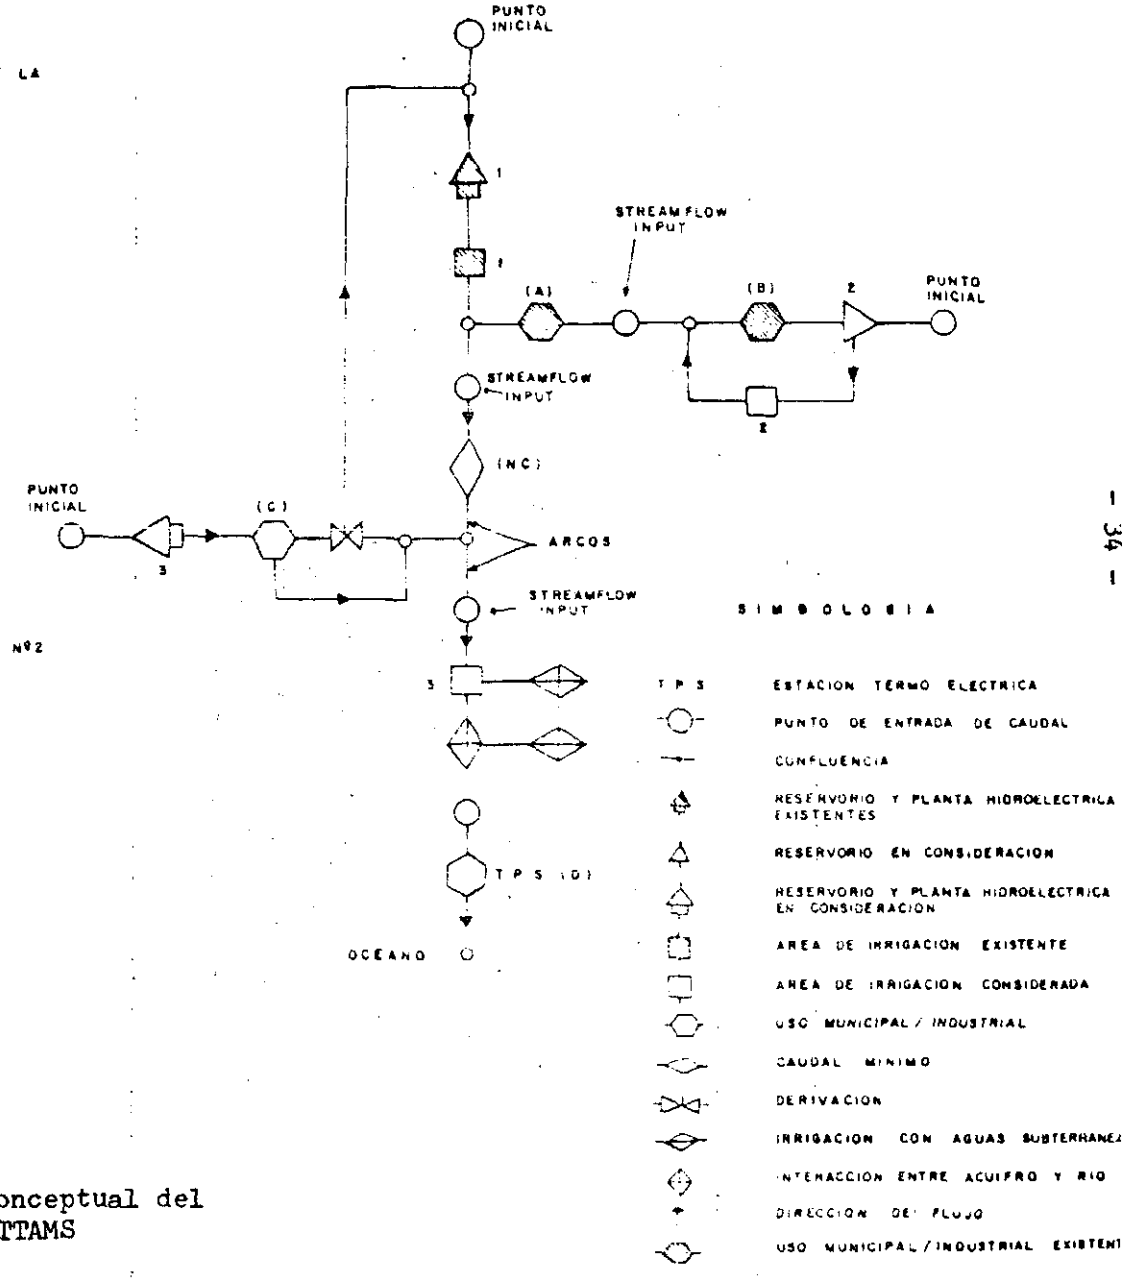 PUNTO
INICIAL
LA
1
STREAMFLOW
INPUT
1
(A)
(B)
2
PUNTO
INICIAL
STREAMFLOW
INPUT
2
(NC)
PUNTO
INICIAL
(C)
3
ARCOS
- 34 -
STREAMFLOW
INPUT
SIMBOLOGIA
Nº2
3
TPS ESTACION TERMO ELECTRICA
PUNTO DE ENTRADA DE CAUDAL
CONFLUENCIA
RESERVORIO Y PLANTA HIDROELECTRICA
EXISTENTES
TPS (D)
RESERVORIO EN CONSIDERACION
RESERVORIO Y PLANTA HIDROELECTRICA
EN CONSIDERACION
OCEANO
AREA DE IRRIGACION EXISTENTE
AREA DE IRRIGACION CONSIDERADA
USO MUNICIPAL / INDUSTRIAL
CAUDAL MINIMO
DERIVACION
IRRIGACION CON AGUAS SUBTERRANEA
INTERACCION ENTRE ACUIFRO Y RIO
DIRECCION DE FLUJO
USO MUNICIPAL / INDUSTRIAL EXISTENT
onceptual del
ITTAMS